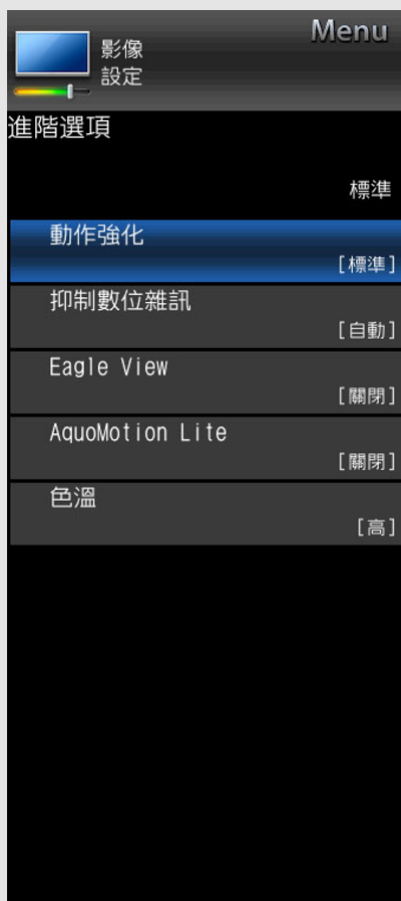 Menu
影像
設定
進階選項
標準
動作強化
[標準]
抑制數位雜訊
[自動]
Eagle View
[關閉]
AquoMotion Lite
[關閉]
色溫
[高]